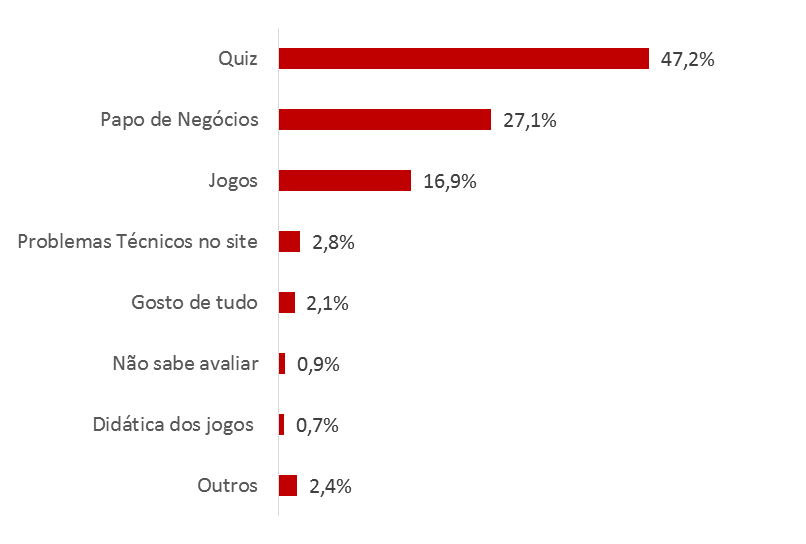 Quiz 47,2%
Papo de Negócios 27,1%
Jogos 16,9%
Problemas Técnicos no site 2,8%
Gosto de tudo 2,1%
Não sabe avaliar 0,9%
Didática dos jogos 0,7%
Outros 2,4%